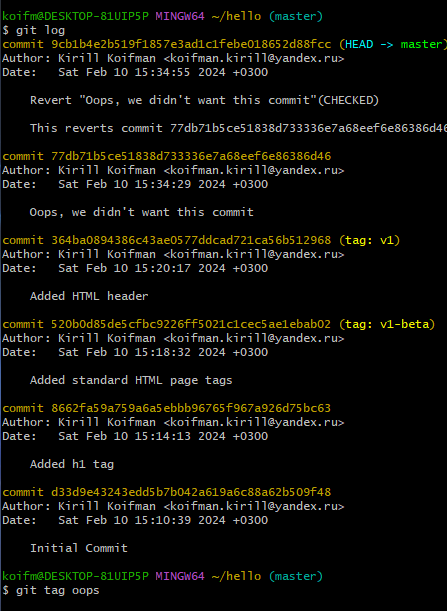 koifm@DESKTOP-81UIP5P MINGW64 ~/hello (master)
$ git log
commit 9cb1b4e2b519f1857e3ad1c1febe018652d88fcc (HEAD -> master)
Author: Kirill Koifman <koifman.kirill@yandex.ru>
Date:   Sat Feb 10 15:34:55 2024 +0300
Revert "Oops, we didn't want this commit"(CHECKED)
This reverts commit 77db71b5ce51838d733336e7a68eef6e86386d46
commit 77db71b5ce51838d733336e7a68eef6e86386d46
Author: Kirill Koifman <koifman.kirill@yandex.ru>
Date:   Sat Feb 10 15:34:29 2024 +0300
Oops, we didn't want this commit
commit 364ba0894386c43ae0577ddcad721ca56b512968 (tag: v1)
Author: Kirill Koifman <koifman.kirill@yandex.ru>
Date:   Sat Feb 10 15:20:17 2024 +0300
Added HTML header
commit 520b0d85de5cfbc9226ff5021c1cec5ae1ebab02 (tag: v1-beta)
Author: Kirill Koifman <koifman.kirill@yandex.ru>
Date:   Sat Feb 10 15:18:32 2024 +0300
Added standard HTML page tags
commit 8662fa59a759a6a5ebbb96765f967a926d75bc63
Author: Kirill Koifman <koifman.kirill@yandex.ru>
Date:   Sat Feb 10 15:14:13 2024 +0300
Added h1 tag
commit d33d9e43243edd5b7b042a619a6c88a62b509f48
Author: Kirill Koifman <koifman.kirill@yandex.ru>
Date:   Sat Feb 10 15:10:39 2024 +0300
Initial Commit
koifm@DESKTOP-81UIP5P MINGW64 ~/hello (master)
$ git tag oops